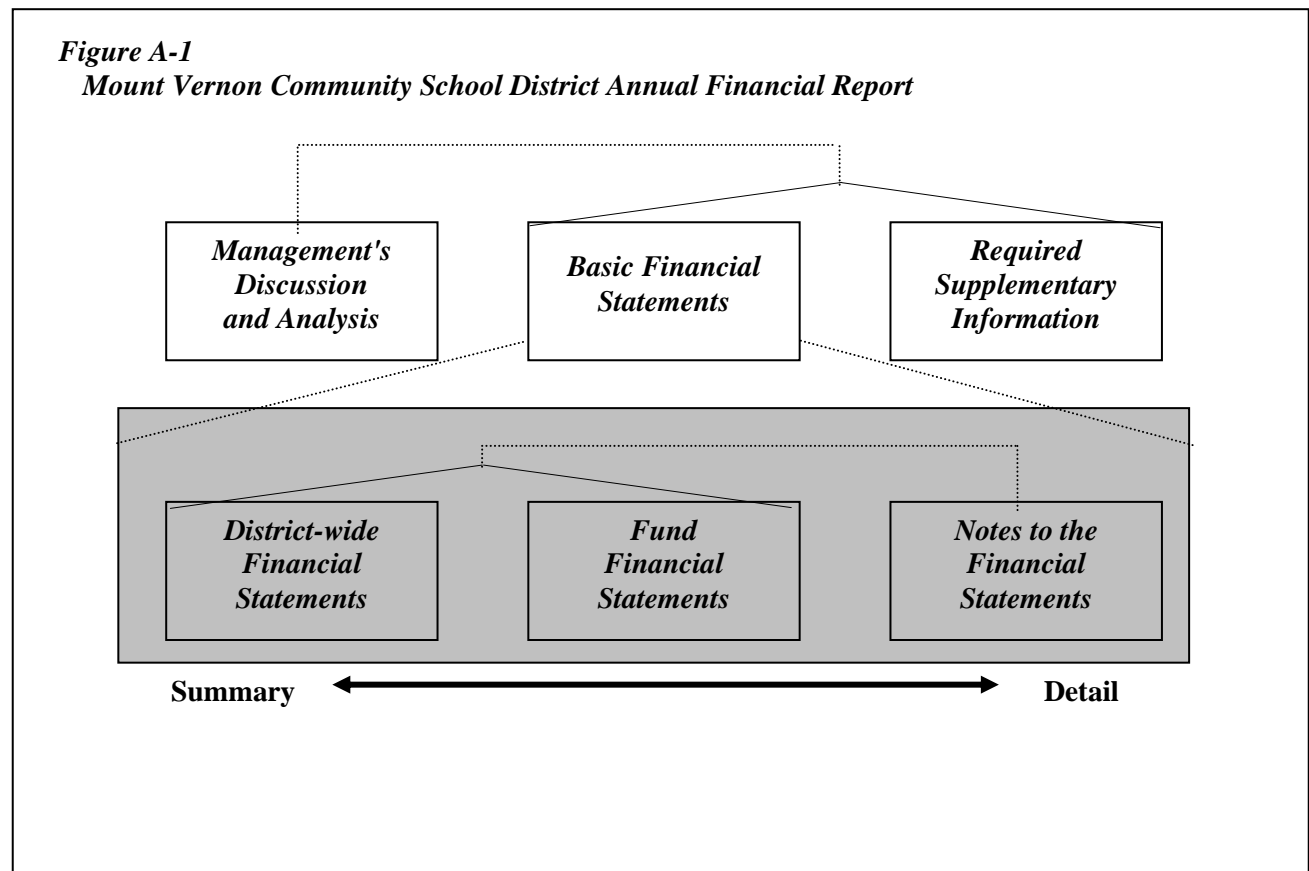 Figure A-1
Mount Vernon Community School District Annual Financial Report
Management's
Discussion
and Analysis
Basic Financial
Statements
Required
Supplementary
Information
District-wide
Financial
Statements
Fund
Financial
Statements
Notes to the
Financial
Statements
Summary
Detail